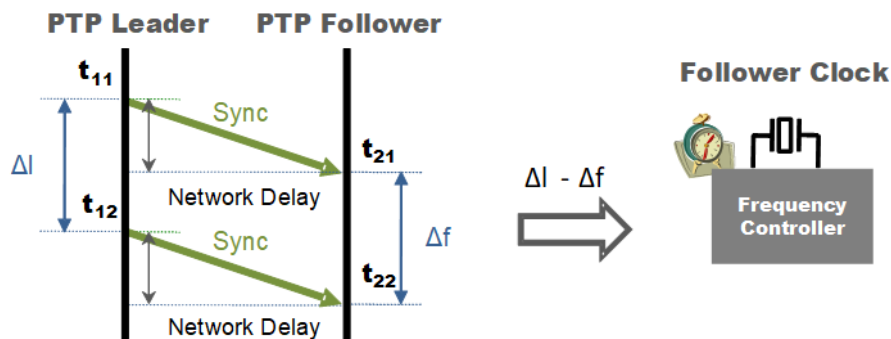 PTP Leader
PTP Follower
t11
Sync
t21
Δl
Network Delay
t12
Sync
Δf
t22
Network Delay
Δl - Δf
Follower Clock
Frequency
Controller